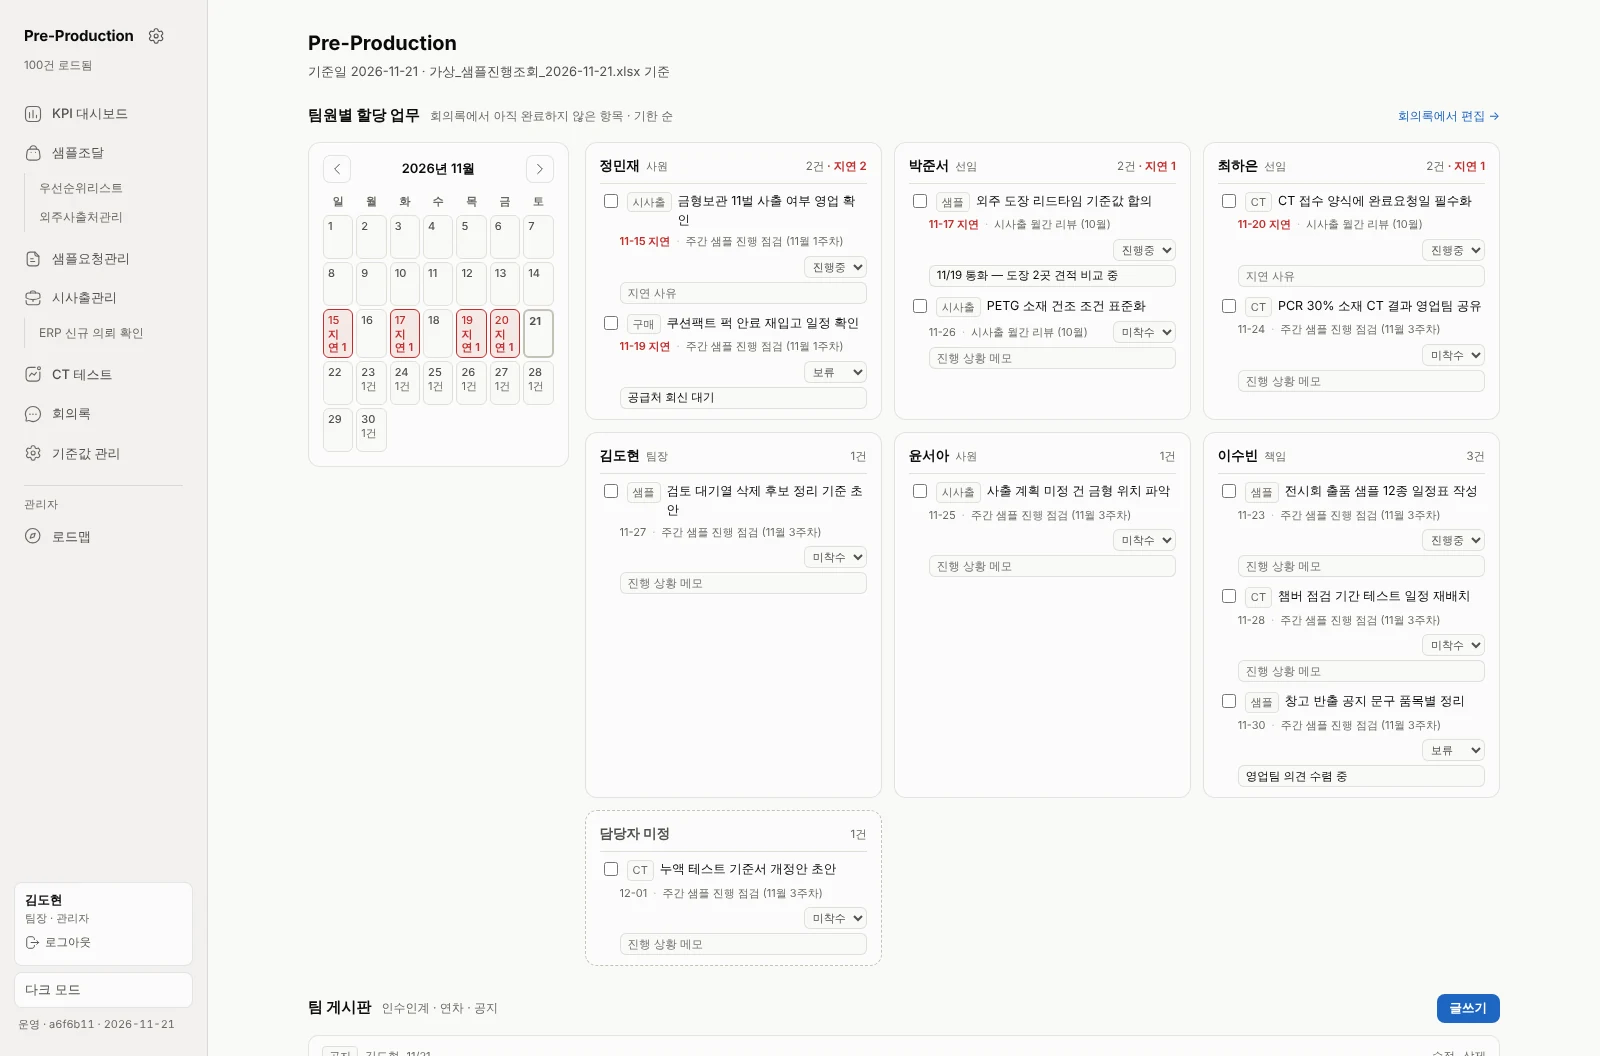 Pre-Production
100건 로드됨
KPI 대시보드
샘플조달
우선순위리스트
외주사출처관리
샘플요청관리
시사출관리
ERP 신규 의뢰 확인
CT 테스트
회의록
기준값 관리
관리자
로드맵
김도현
팀장 · 관리자
로그아웃
다크 모드
운영 · a6f6b11 · 2026-11-21
Pre-Production
기준일 2026-11-21 · 가상_샘플진행조회_2026-11-21.xlsx 기준
팀원별 할당 업무 회의록에서 아직 완료하지 않은 항목 · 기한 순
회의록에서 편집 →
2026년 11월
일 월 화 수 목 금 토
1 2 3 4 5 6 7
8 9 10 11 12 13 14
15 지연 1 16 17 지연 1 18 19 지연 1 20 지연 1 21
22 23 1건 24 1건 25 1건 26 1건 27 1건 28 1건
29 30 1건
정민재 사원 2건 · 지연 2
시사출 금형보관 11벌 사출 여부 영업 확
인
11-15 지연 · 주간 샘플 진행 점검 (11월 1주차)
진행중
지연 사유
구매 쿠션팩트 퍽 안료 재입고 일정 확인
11-19 지연 · 주간 샘플 진행 점검 (11월 1주차)
보류
공급처 회신 대기
박준서 선임 2건 · 지연 1
샘플 외주 도장 리드타임 기준값 합의
11-17 지연 · 시사출 월간 리뷰 (10월)
진행중
11/19 통화 — 도장 2곳 견적 비교 중
시사출 PETG 소재 건조 조건 표준화
11-26 · 시사출 월간 리뷰 (10월) 미착수
진행 상황 메모
최하은 선임 2건 · 지연 1
CT CT 접수 양식에 완료요청일 필수화
11-20 지연 · 시사출 월간 리뷰 (10월)
진행중
지연 사유
CT PCR 30% 소재 CT 결과 영업팀 공유
11-24 · 주간 샘플 진행 점검 (11월 3주차)
미착수
진행 상황 메모
김도현 팀장 1건
샘플 검토 대기열 삭제 후보 정리 기준 초
안
11-27 · 주간 샘플 진행 점검 (11월 3주차)
미착수
진행 상황 메모
윤서아 사원 1건
시사출 사출 계획 미정 건 금형 위치 파악
11-25 · 주간 샘플 진행 점검 (11월 3주차)
미착수
진행 상황 메모
이수빈 책임 3건
샘플 전시회 출품 샘플 12종 일정표 작성
11-23 · 주간 샘플 진행 점검 (11월 3주차)
진행중
진행 상황 메모
CT 챔버 점검 기간 테스트 일정 재배치
11-28 · 주간 샘플 진행 점검 (11월 3주차)
미착수
진행 상황 메모
샘플 창고 반출 공지 문구 품목별 정리
11-30 · 주간 샘플 진행 점검 (11월 3주차)
보류
영업팀 의견 수렴 중
담당자 미정 1건
CT 누액 테스트 기준서 개정안 초안
12-01 · 주간 샘플 진행 점검 (11월 3주차)
미착수
진행 상황 메모
팀 게시판 인수인계 · 연차 · 공지
글쓰기
공지 김도현 11/21
수정 · 삭제